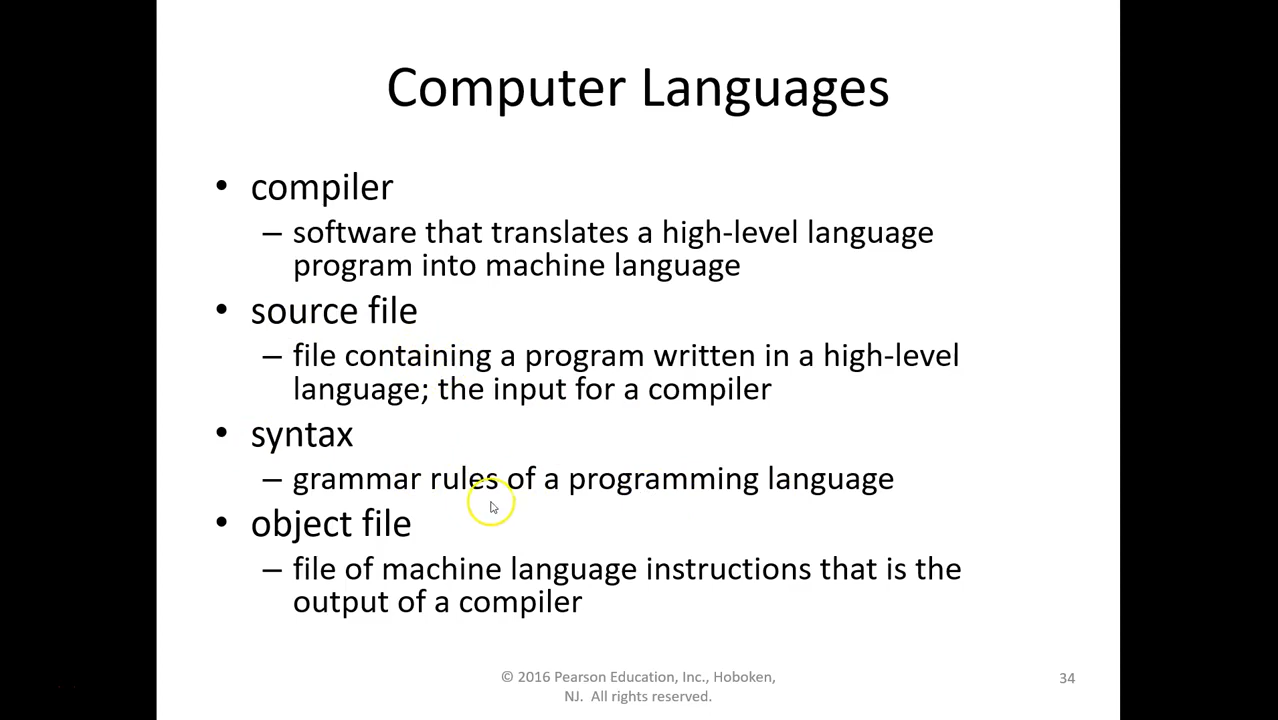 Computer Languages
• compiler
– software that translates a high-level language
program into machine language
• source file
– file containing a program written in a high-level
language; the input for a compiler
• syntax
– grammar rules of a programming language
• object file
– file of machine language instructions that is the
output of a compiler
© 2016 Pearson Education, Inc., Hoboken,
NJ. All rights reserved.
34